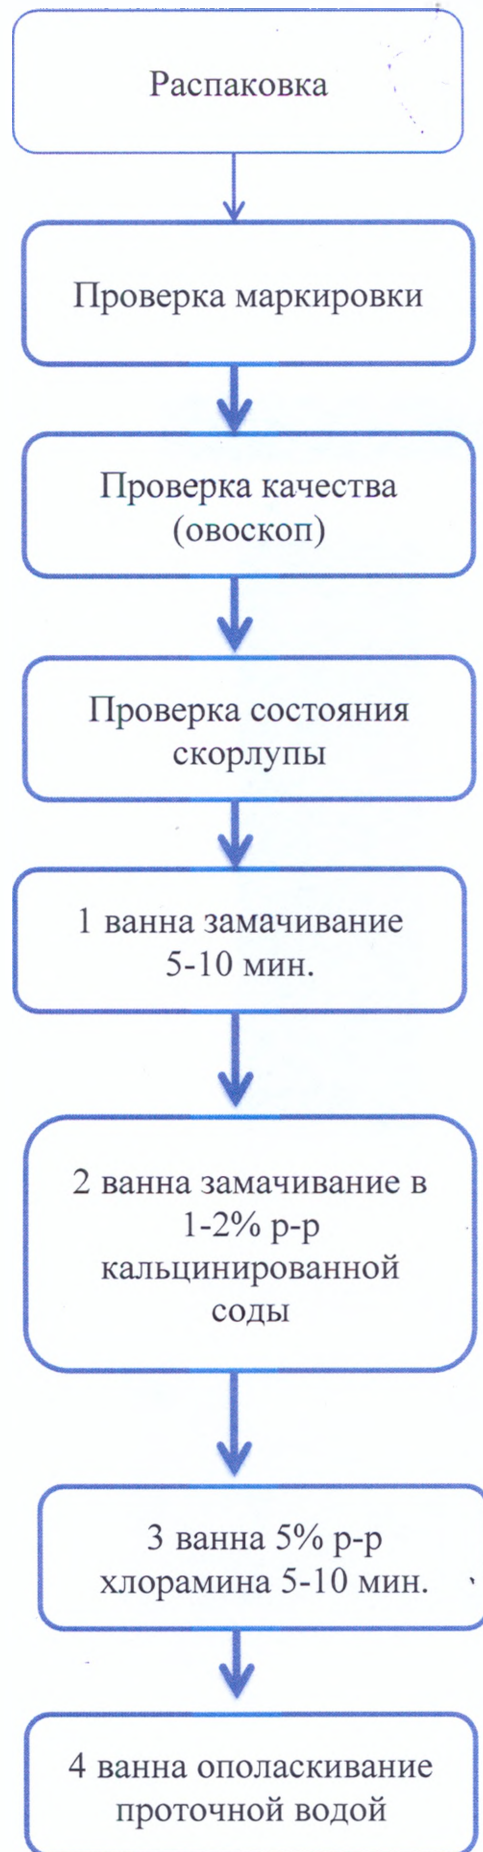 Распаковка
Проверка маркировки
Проверка качества
(овоскоп)
Проверка состояния
скорлупы
1 ванна замачивание
5-10 мин.
2 ванна замачивание в
1-2% р-р
кальцинированной
соды
3 ванна 5% р-р
хлорамина 5-10 мин.
4 ванна ополаскивание
проточной водой